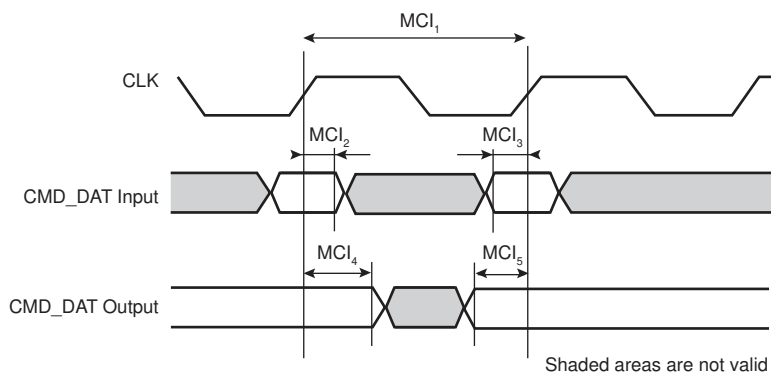 MCI₁
CLK
MCI₂ MCI₃
CMD_DAT Input
MCI₄ MCI₅
CMD_DAT Output
Shaded areas are not valid